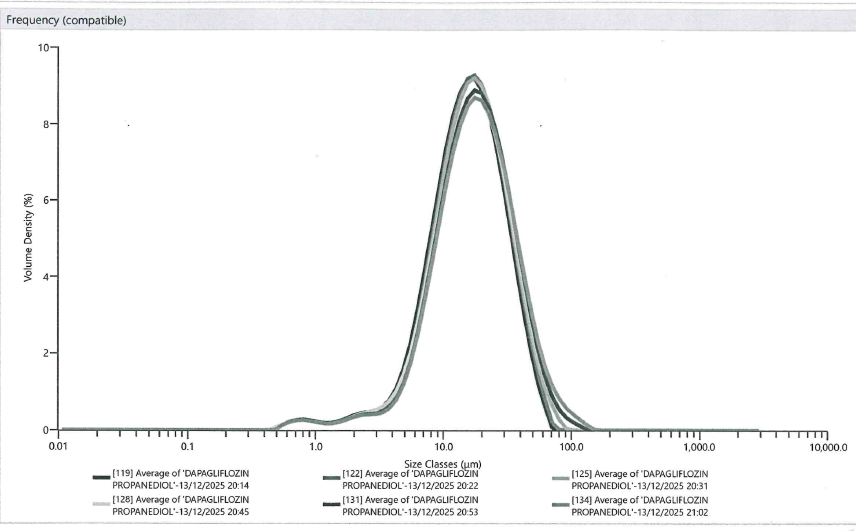 Frequency (compatible)
10
8
6
4
2
0
Volume Density (%)
0.01 0.1 1.0 10.0 100.0 1,000.0 10,000.0
Size Classes (µm)
[119] Average of 'DAPAGLIFLOZIN
PROPANEDIOL'-13/12/2025 20:14
[122] Average of 'DAPAGLIFLOZIN
PROPANEDIOL'-13/12/2025 20:22
[125] Average of 'DAPAGLIFLOZIN
PROPANEDIOL'-13/12/2025 20:31
[128] Average of 'DAPAGLIFLOZIN
PROPANEDIOL'-13/12/2025 20:45
[131] Average of 'DAPAGLIFLOZIN
PROPANEDIOL'-13/12/2025 20:53
[134] Average of 'DAPAGLIFLOZIN
PROPANEDIOL'-13/12/2025 21:02